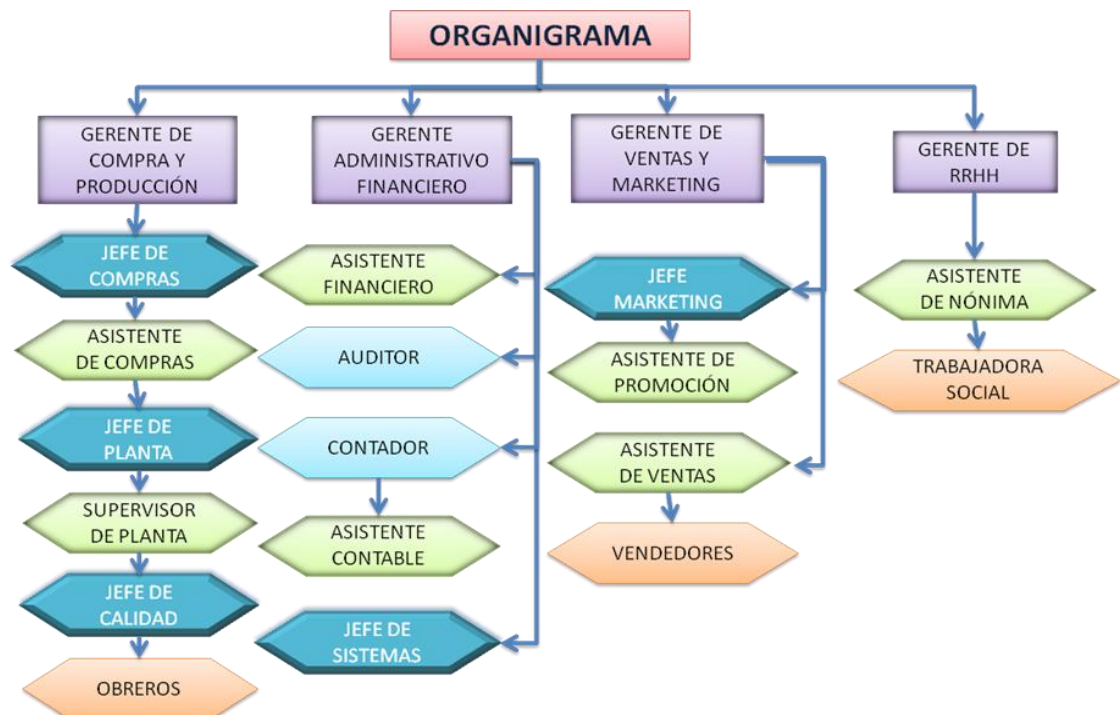 ORGANIGRAMA
GERENTE DE
COMPRA Y
PRODUCCIÓN
JEFE DE
COMPRAS
ASISTENTE
DE COMPRAS
JEFE DE
PLANTA
SUPERVISOR
DE PLANTA
JEFE DE
CALIDAD
OBREROS
GERENTE
ADMINISTRATIVO
FINANCIERO
ASISTENTE
FINANCIERO
AUDITOR
CONTADOR
ASISTENTE
CONTABLE
JEFE DE
SISTEMAS
GERENTE DE
VENTAS Y
MARKETING
JEFE
MARKETING
ASISTENTE DE
PROMOCIÓN
ASISTENTE
DE VENTAS
VENDEDORES
GERENTE DE
RRHH
ASISTENTE
DE NÓNIMA
TRABAJADORA
SOCIAL